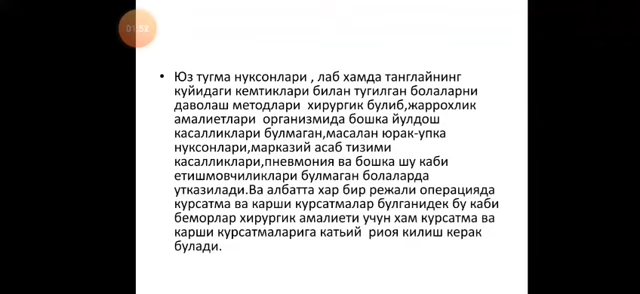 01:53
• Юз тугма нуксонлари , лаб хамда танглайнинг
куйидаги кемтиклари билан тугилган болаларни
даволаш методлари хирургик булиб,жаррохлик
амалиетлари организмида бошка йулдош
касалликлари булмаган,масалан юрак-упка
нуксонлари,марказий асаб тизими
касалликлари,пневмония ва бошка шу каби
етишмовчиликлари булмаган болаларда
утказилади.Ва албатта хар бир режали операцияда
курсатма ва карши курсатмалар булганидек бу каби
беморлар хирургик амалиети учун хам курсатма ва
карши курсатмаларига катьий риоя килиш керак
булади.